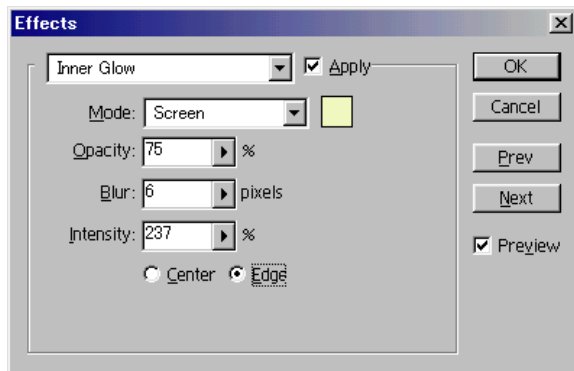 Effects
Inner Glow
Apply
OK
Mode: Screen
Cancel
Opacity: 75 %
Prev
Blur: 6 pixels
Next
Intensity: 237 %
Preview
Center Edge